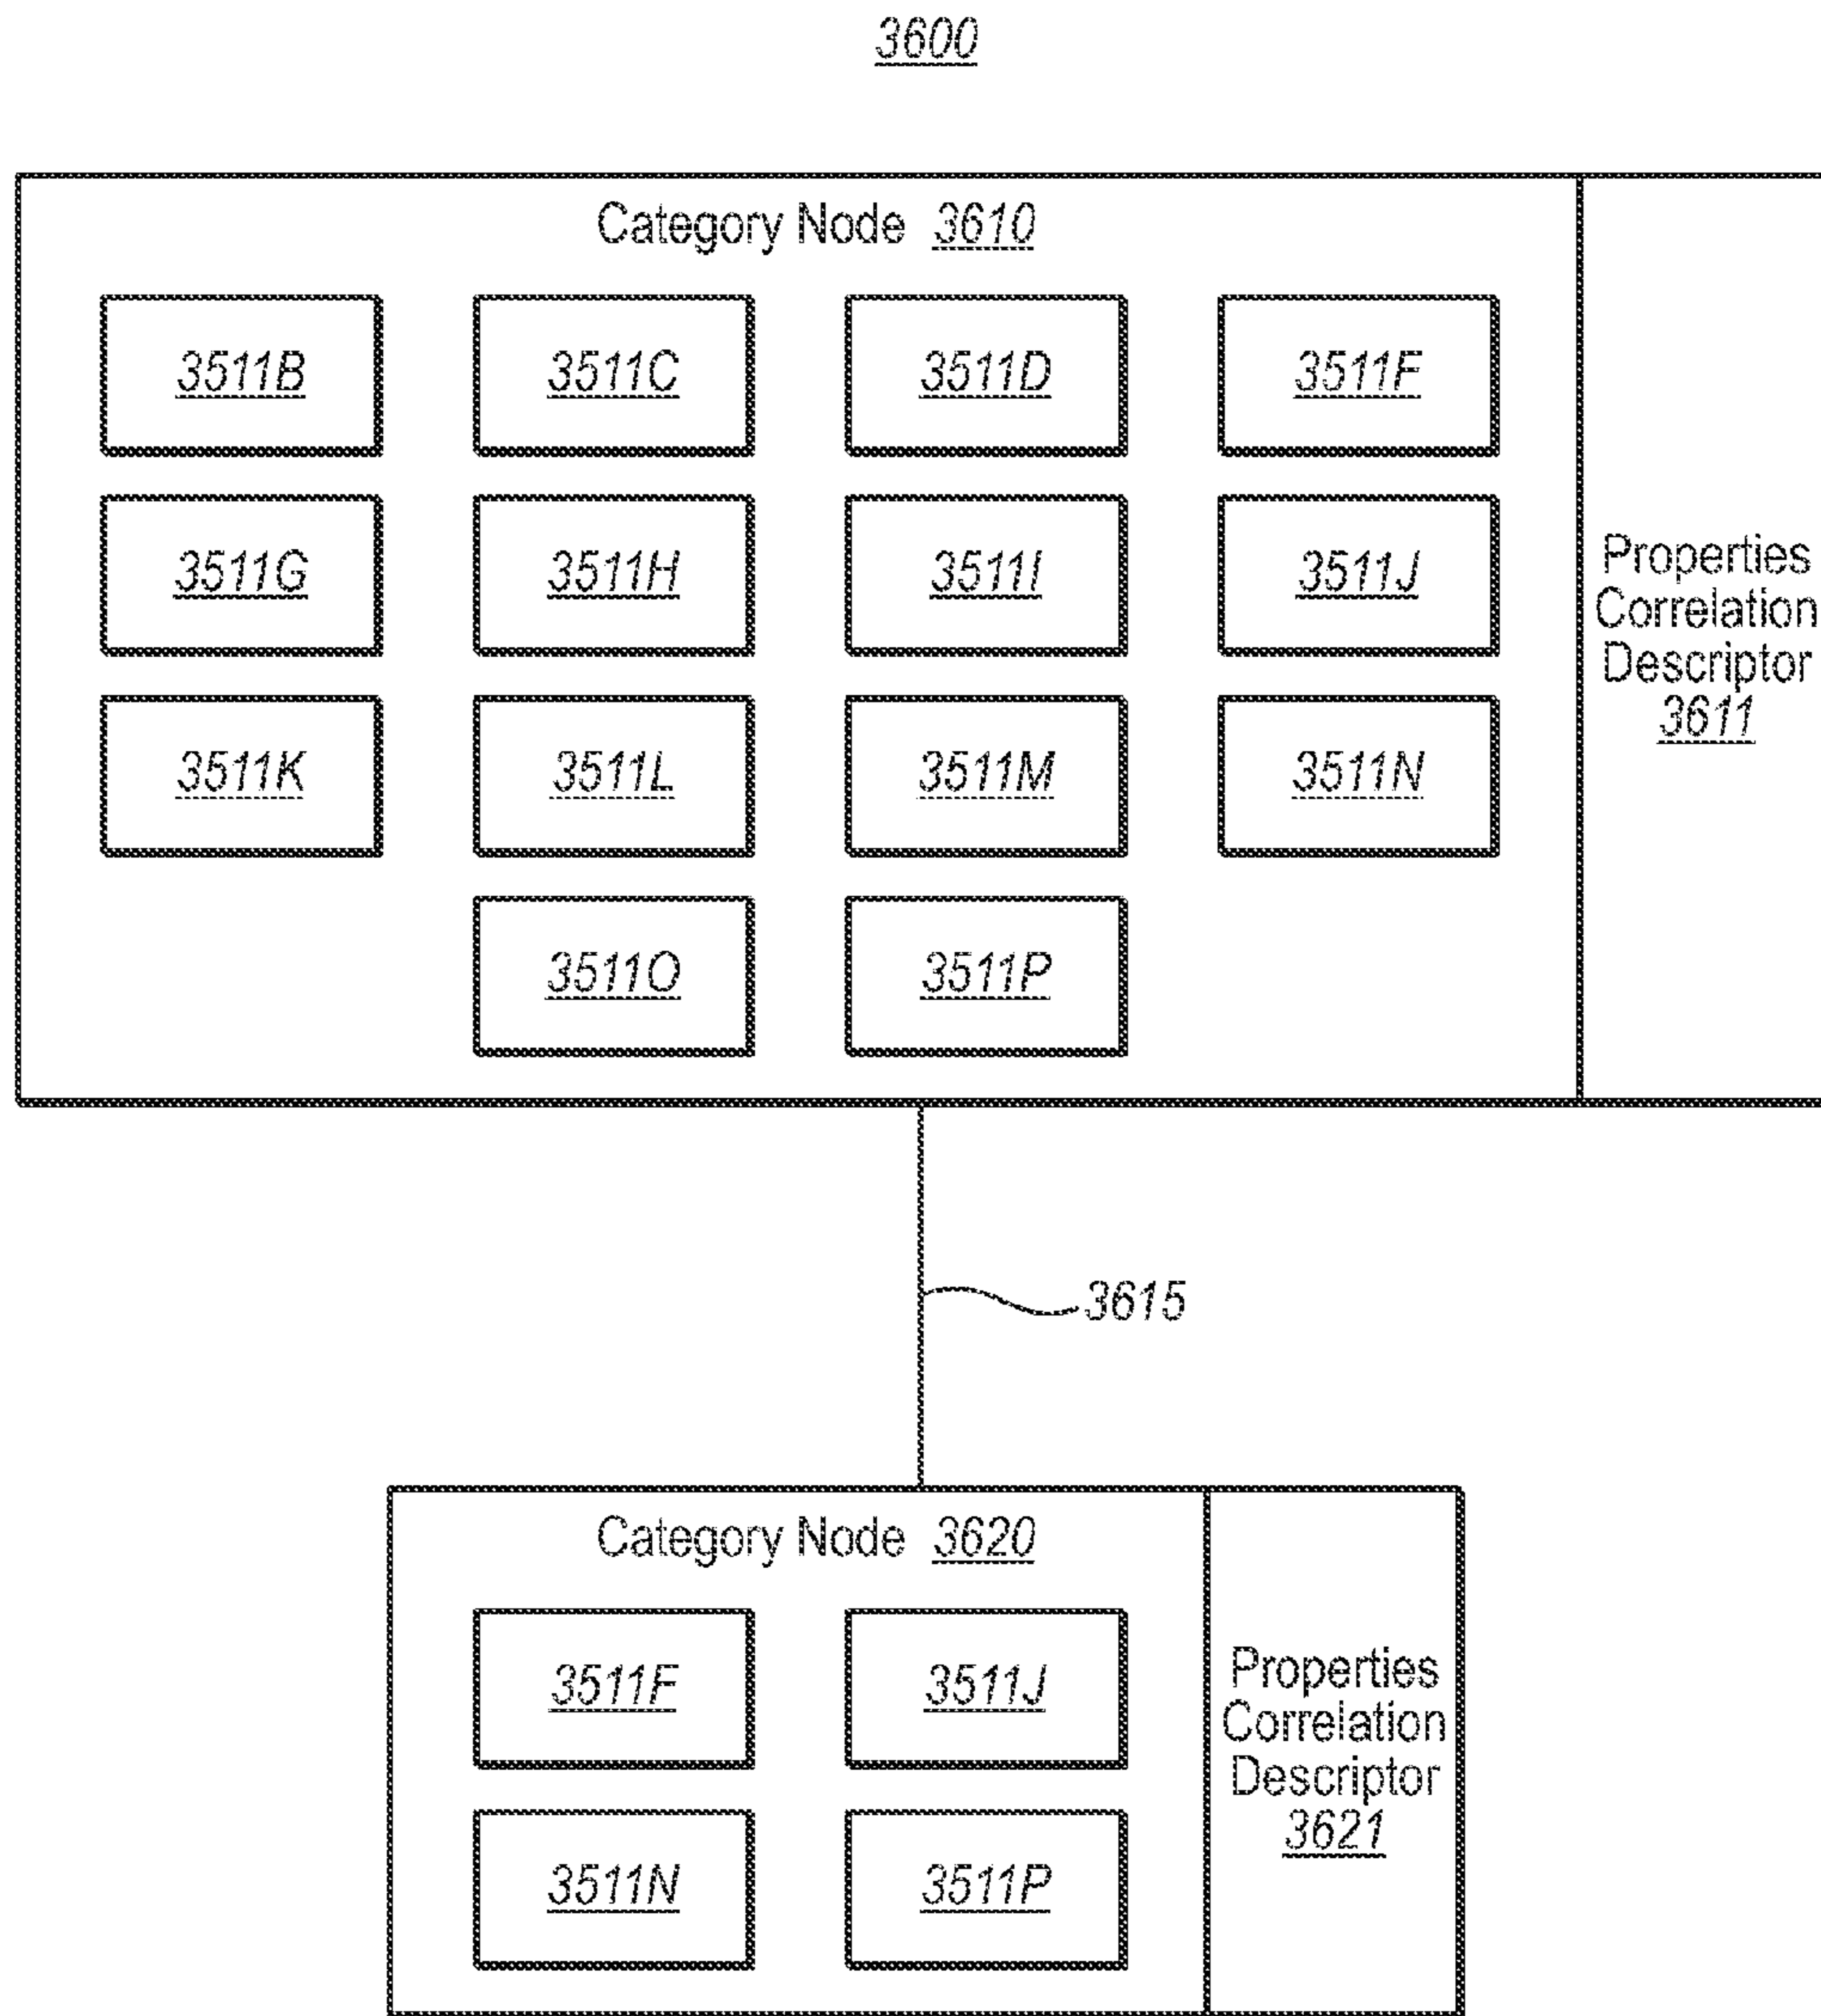 3600
Category Node 3610
3511B 3511C 3511D 3511F
3511G 3511H 3511I 3511J
3511K 3511L 3511M 3511N
3511O 3511P
Properties
Correlation
Descriptor
3611
3615
Category Node 3620
3511F 3511J
3511N 3511P
Properties
Correlation
Descriptor
3621